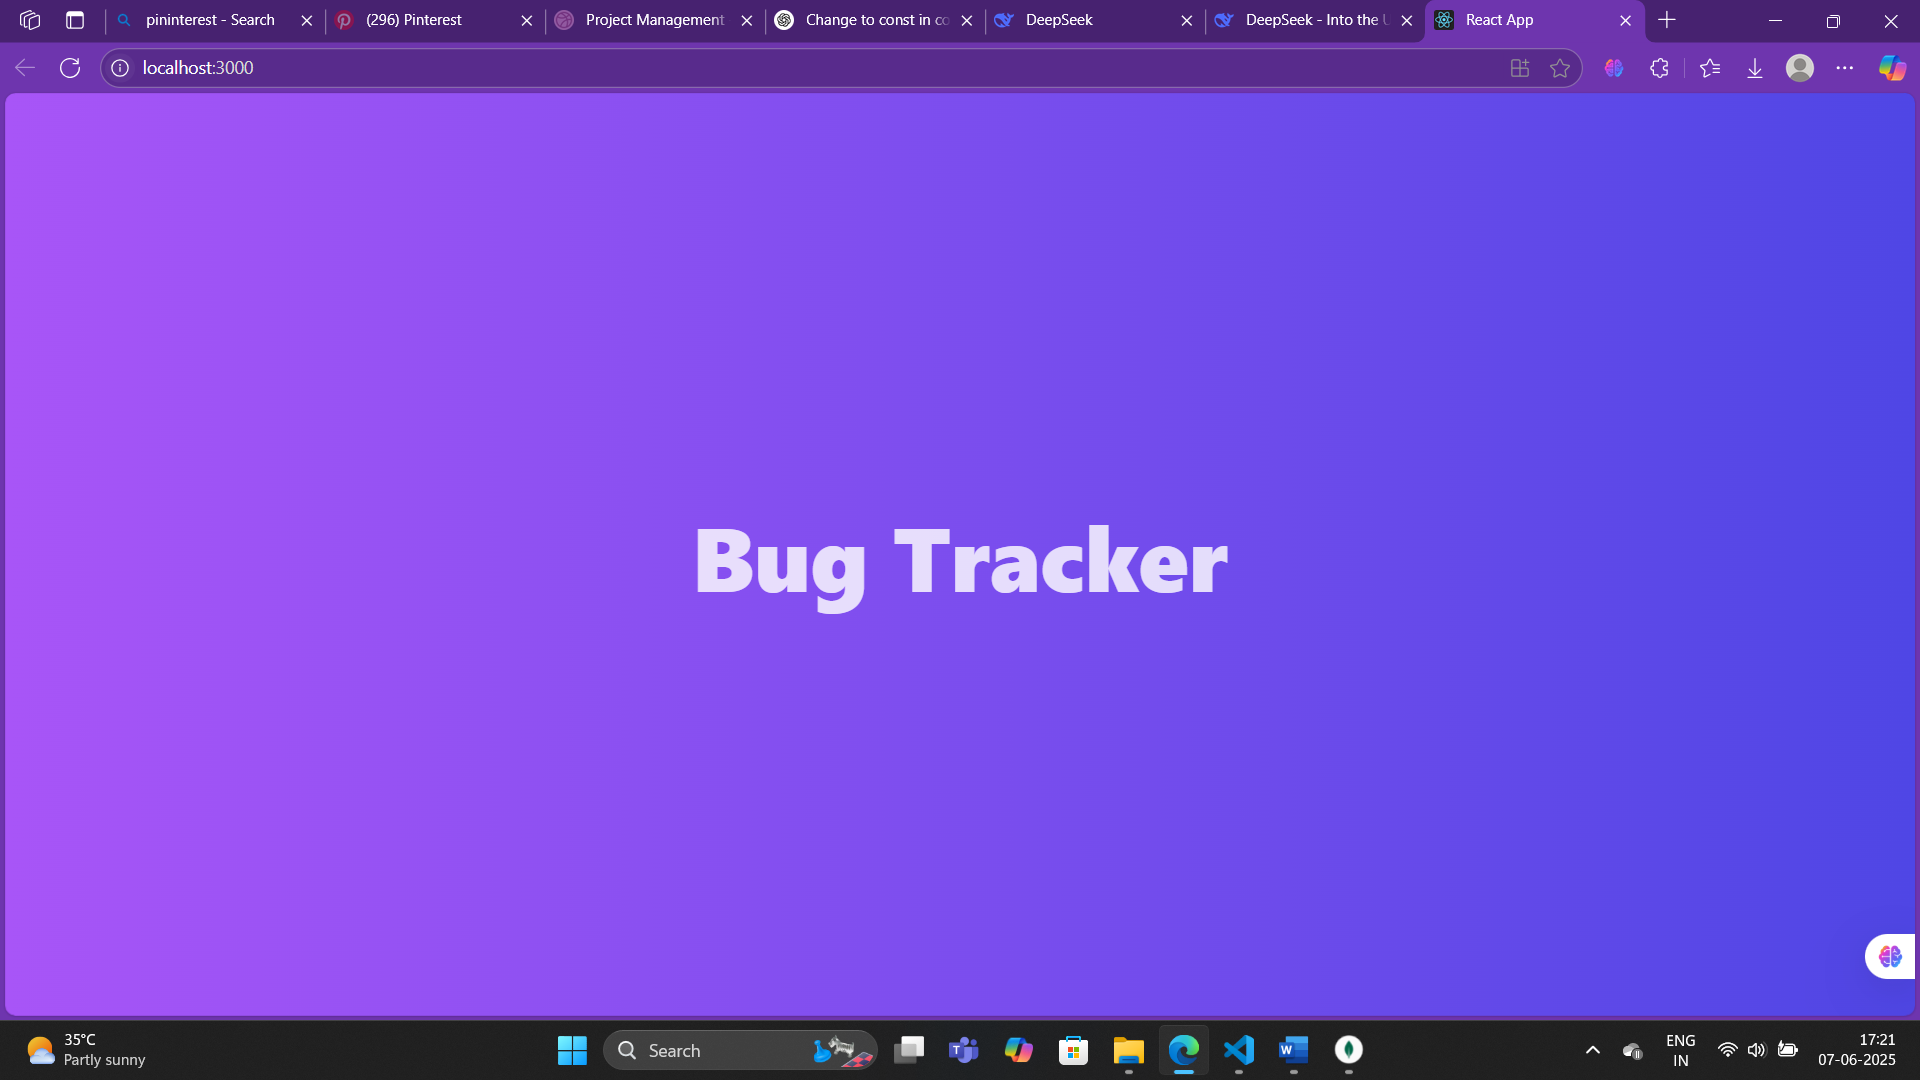 pininterest - Search
(296) Pinterest
Project Management
Change to const in co
DeepSeek
DeepSeek - Into the U
React App
localhost:3000
Bug Tracker
35°C
Partly sunny
Search
ENG
IN
17:21
07-06-2025